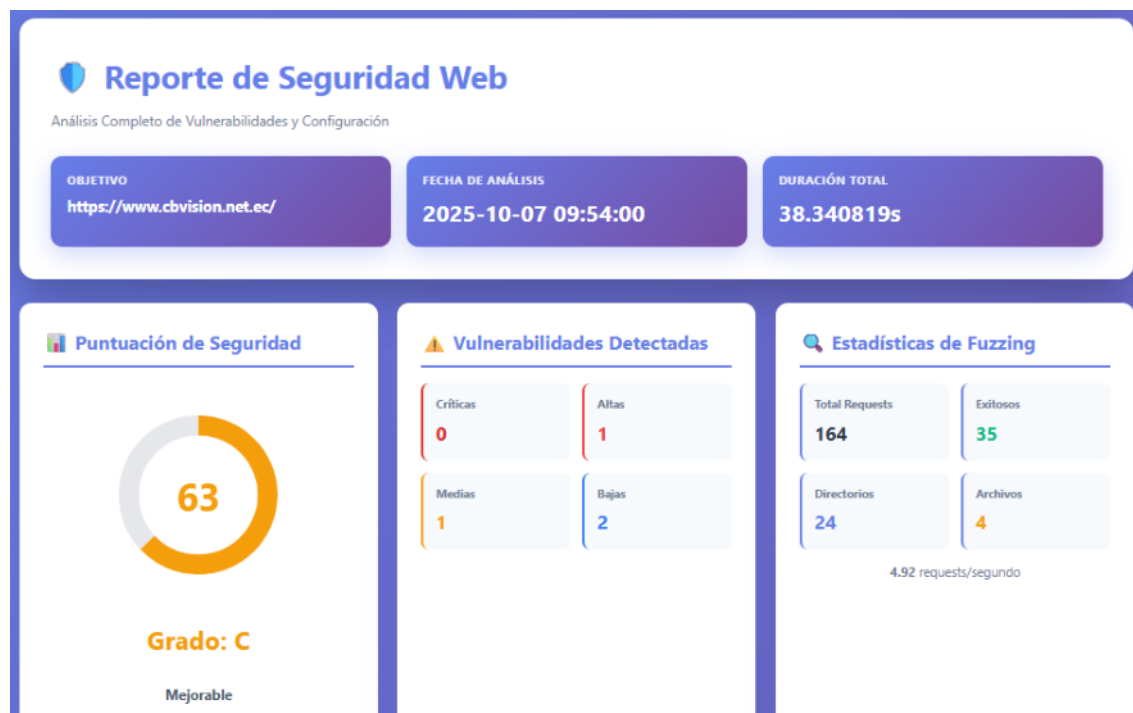 Reporte de Seguridad Web
Análisis Completo de Vulnerabilidades y Configuración
OBJETIVO
https://www.cbvision.net.ec/
FECHA DE ANÁLISIS
2025-10-07 09:54:00
DURACIÓN TOTAL
38.340819s
Puntuación de Seguridad
63
Grado: C
Mejorable
Vulnerabilidades Detectadas
Críticas
0
Altas
1
Medias
1
Bajas
2
Estadísticas de Fuzzing
Total Requests
164
Exitosos
35
Directorios
24
Archivos
4
4.92 requests/segundo